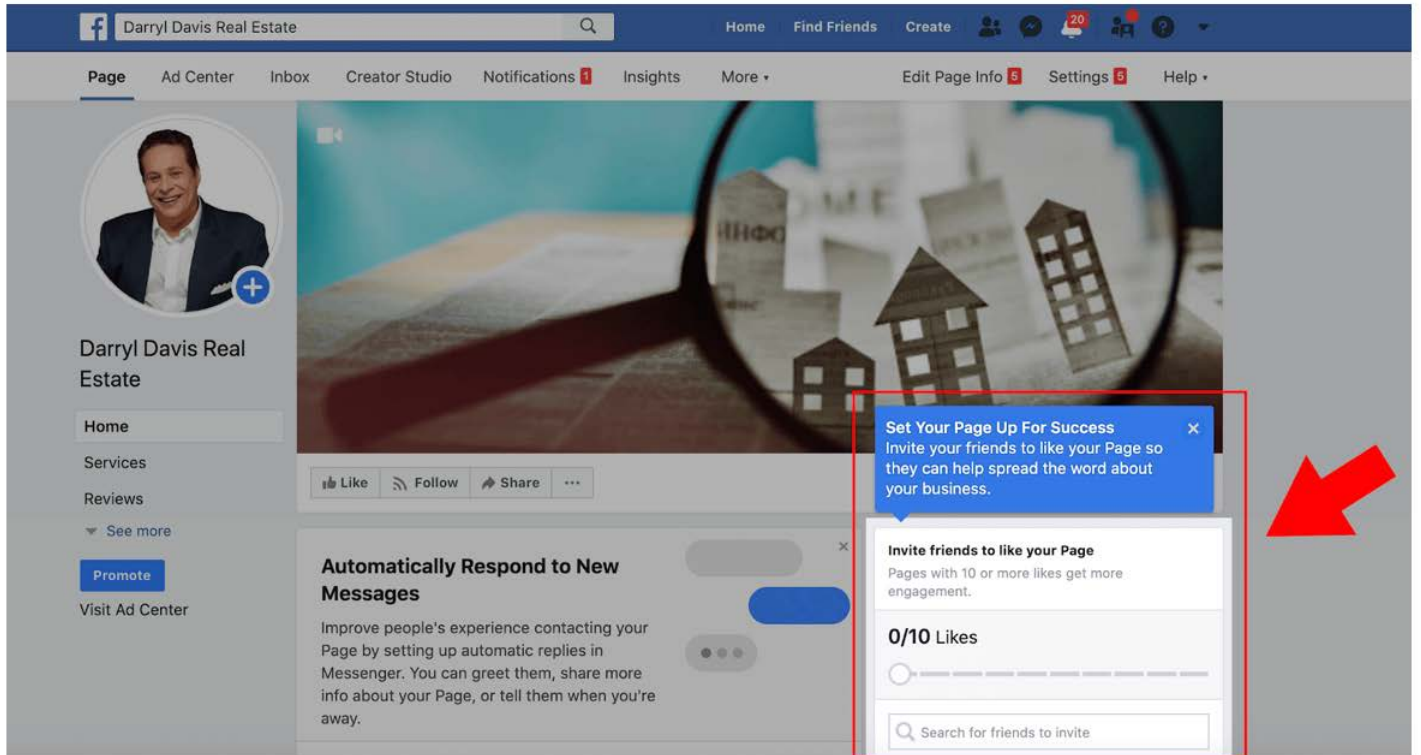 f
Darryl Davis Real Estate
Home Find Friends Create 20
Page Ad Center Inbox Creator Studio Notifications 1 Insights More Edit Page Info 5 Settings 5 Help
Darryl Davis Real
Estate
Home
Services
Reviews
See more
Promote
Visit Ad Center
ИНФО
OME
Like Follow Share ...
Automatically Respond to New
Messages
Improve people's experience contacting your
Page by setting up automatic replies in
Messenger. You can greet them, share more
info about your Page, or tell them when you're
away.
Set Your Page Up For Success
Invite your friends to like your Page so
they can help spread the word about
your business.
Invite friends to like your Page
Pages with 10 or more likes get more
engagement.
0/10 Likes
Search for friends to invite